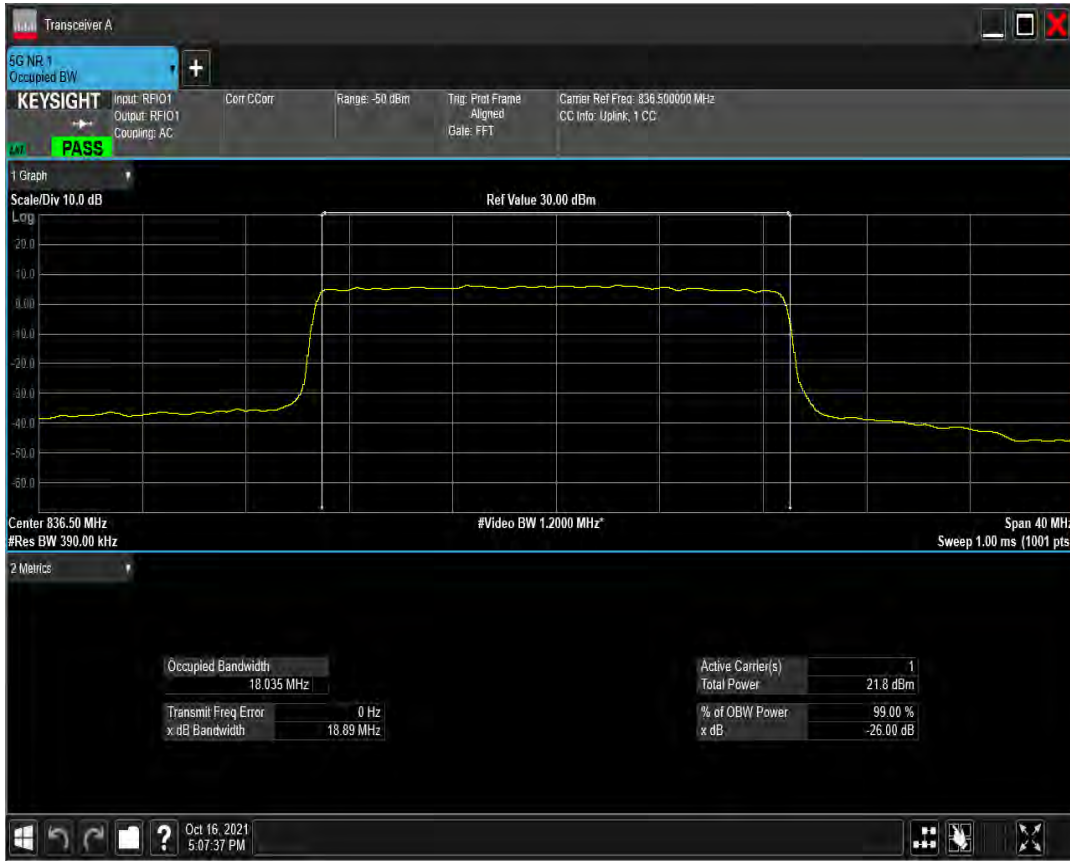 Transceiver A
5G NR 1
Occupied BW
+
KEYSIGHT
PASS
Input: RFIO1
Output: RFIO1
Coupling: AC
Corr CCorr
Range: -50 dBm
Trig: Prot Frame
Aligned
Gate: FFT
Carrier Ref Freq: 836.500000 MHz
CC Info: Uplink, 1 CC
1 Graph
Scale/Div 10.0 dB
Ref Value 30.00 dBm
Log
20.0
10.0
0.00
-10.0
-20.0
-30.0
-40.0
-50.0
-60.0
Center 836.50 MHz
#Video BW 1.2000 MHz*
Span 40 MHz
#Res BW 390.00 kHz
Sweep 1.00 ms (1001 pts
2 Metrics
Occupied Bandwidth
18.035 MHz
Transmit Freq Error 0 Hz
x dB Bandwidth 18.89 MHz
Active Carrier(s) 1
Total Power 21.8 dBm
% of OBW Power 99.00 %
x dB -26.00 dB
?
Oct 16, 2021
5:07:37 PM